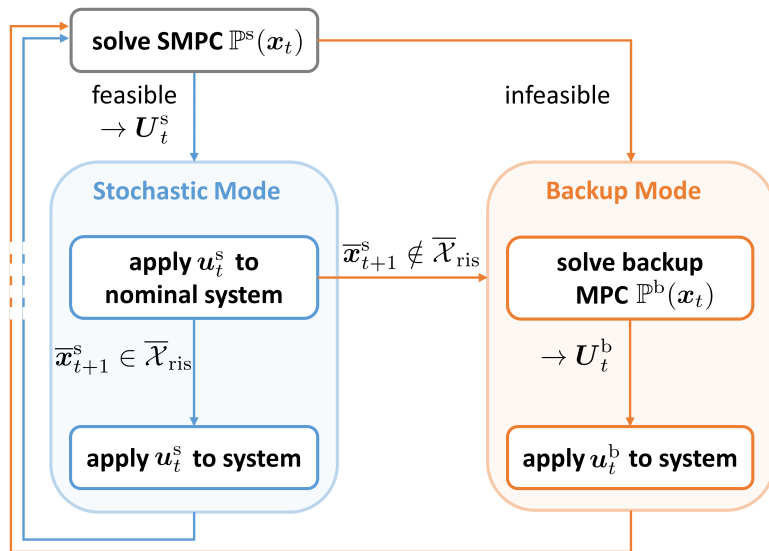 solve SMPC ℙˢ(𝒙ₜ)
feasible
→ 𝑼ₜˢ
infeasible
Stochastic Mode
Backup Mode
apply 𝒖ₜˢ to
nominal system
x̅ˢₜ₊₁ ∉ 𝒳̅ᵣᵢₛ
solve backup
MPC ℙᵇ(𝒙ₜ)
x̅ˢₜ₊₁ ∈ 𝒳̅ᵣᵢₛ
→ 𝑼ₜᵇ
apply 𝒖ₜˢ to system
apply 𝒖ₜᵇ to system